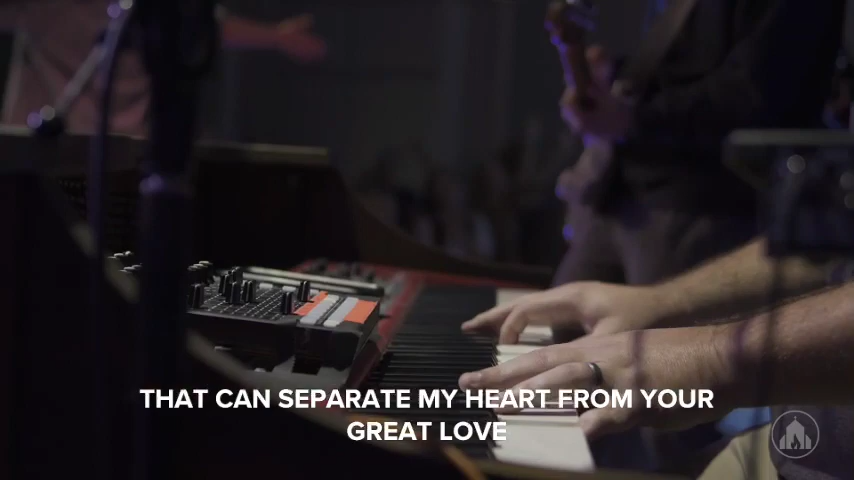 THAT CAN SEPARATE MY HEART FROM YOUR
GREAT LOVE